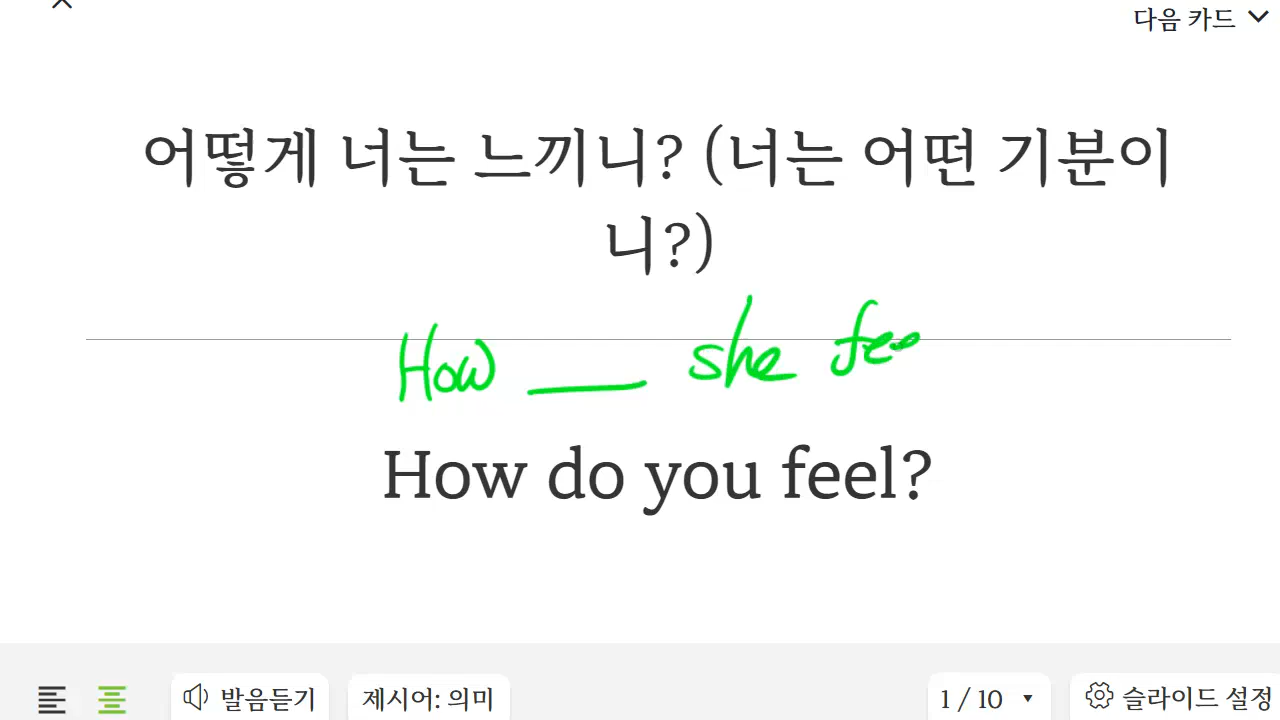 다음 카드
어떻게 너는 느끼니? (너는 어떤 기분이
니?)
How ___ she fee
How do you feel?
발음듣기
제시어: 의미
1 / 10
슬라이드 설정